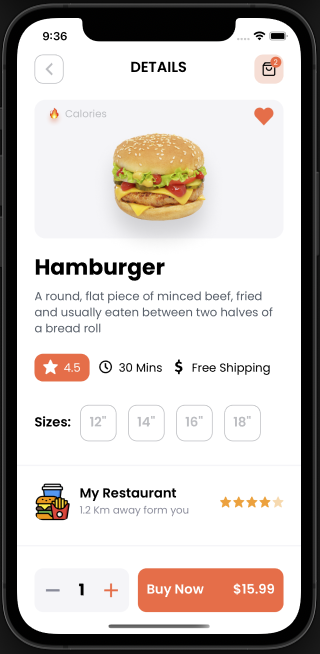 9:36
DETAILS
2
Calories
Hamburger
A round, flat piece of minced beef, fried
and usually eaten between two halves of
a bread roll
4.5
30 Mins
$ Free Shipping
Sizes: 12" 14" 16" 18"
My Restaurant
1.2 Km away form you
1
Buy Now $15.99